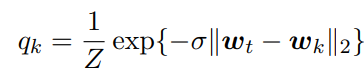 q_k = \frac{1}{Z} \exp\{-\sigma \| \boldsymbol{w}_t - \boldsymbol{w}_k \|_2\}